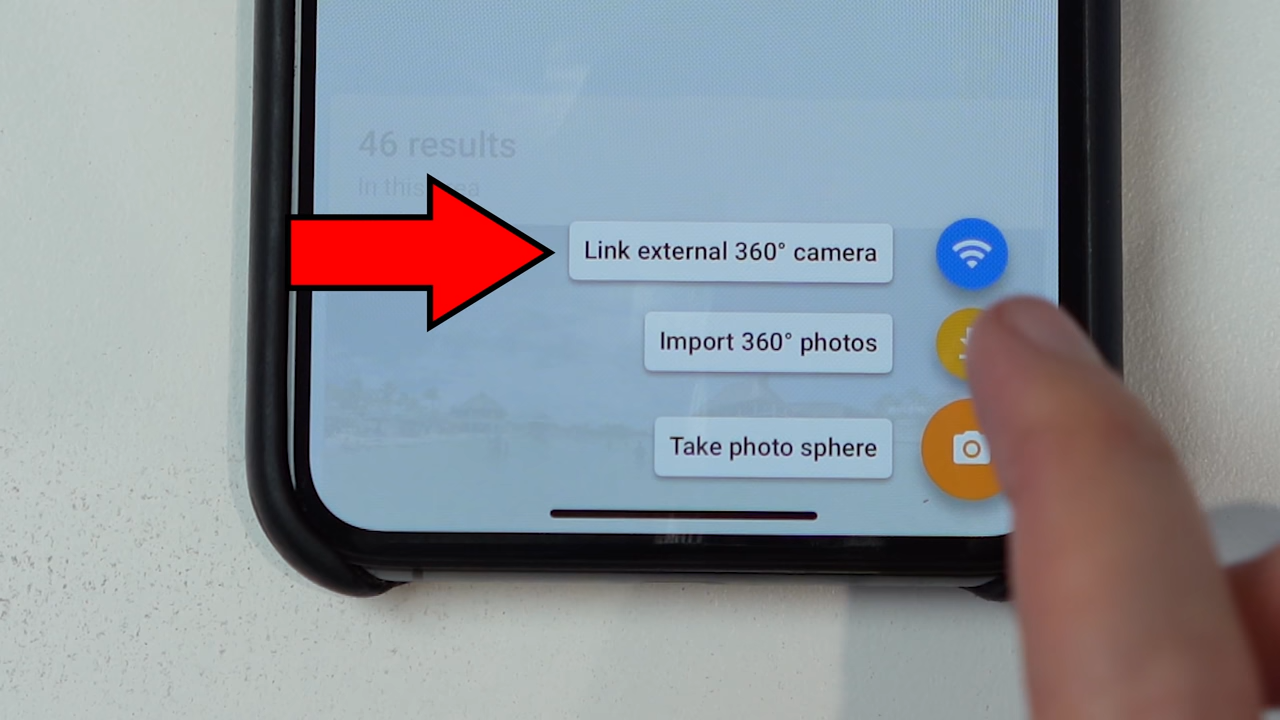 46 results
In this area
Link external 360° camera
Import 360° photos
Take photo sphere